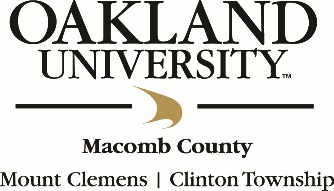 OAKLAND
UNIVERSITY™
Macomb County
Mount Clemens | Clinton Township